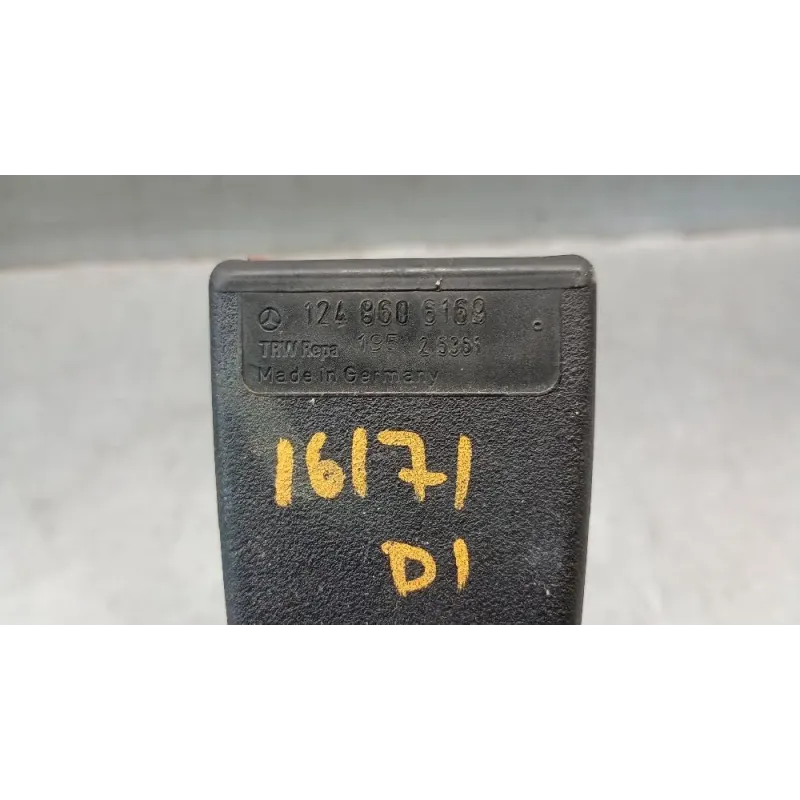 124 860 6169
TRW Repa
Made in Germany
16171
D1